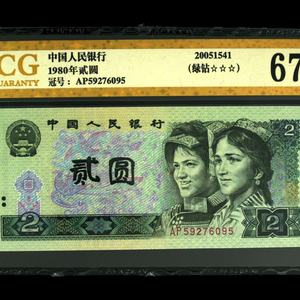 CG
GUARANTY
中国人民银行
1980年贰圆
冠号：AP59276095
20051541
(绿钻☆☆☆)
67
中国人民银行
贰圆
2
2
2
AP59276095